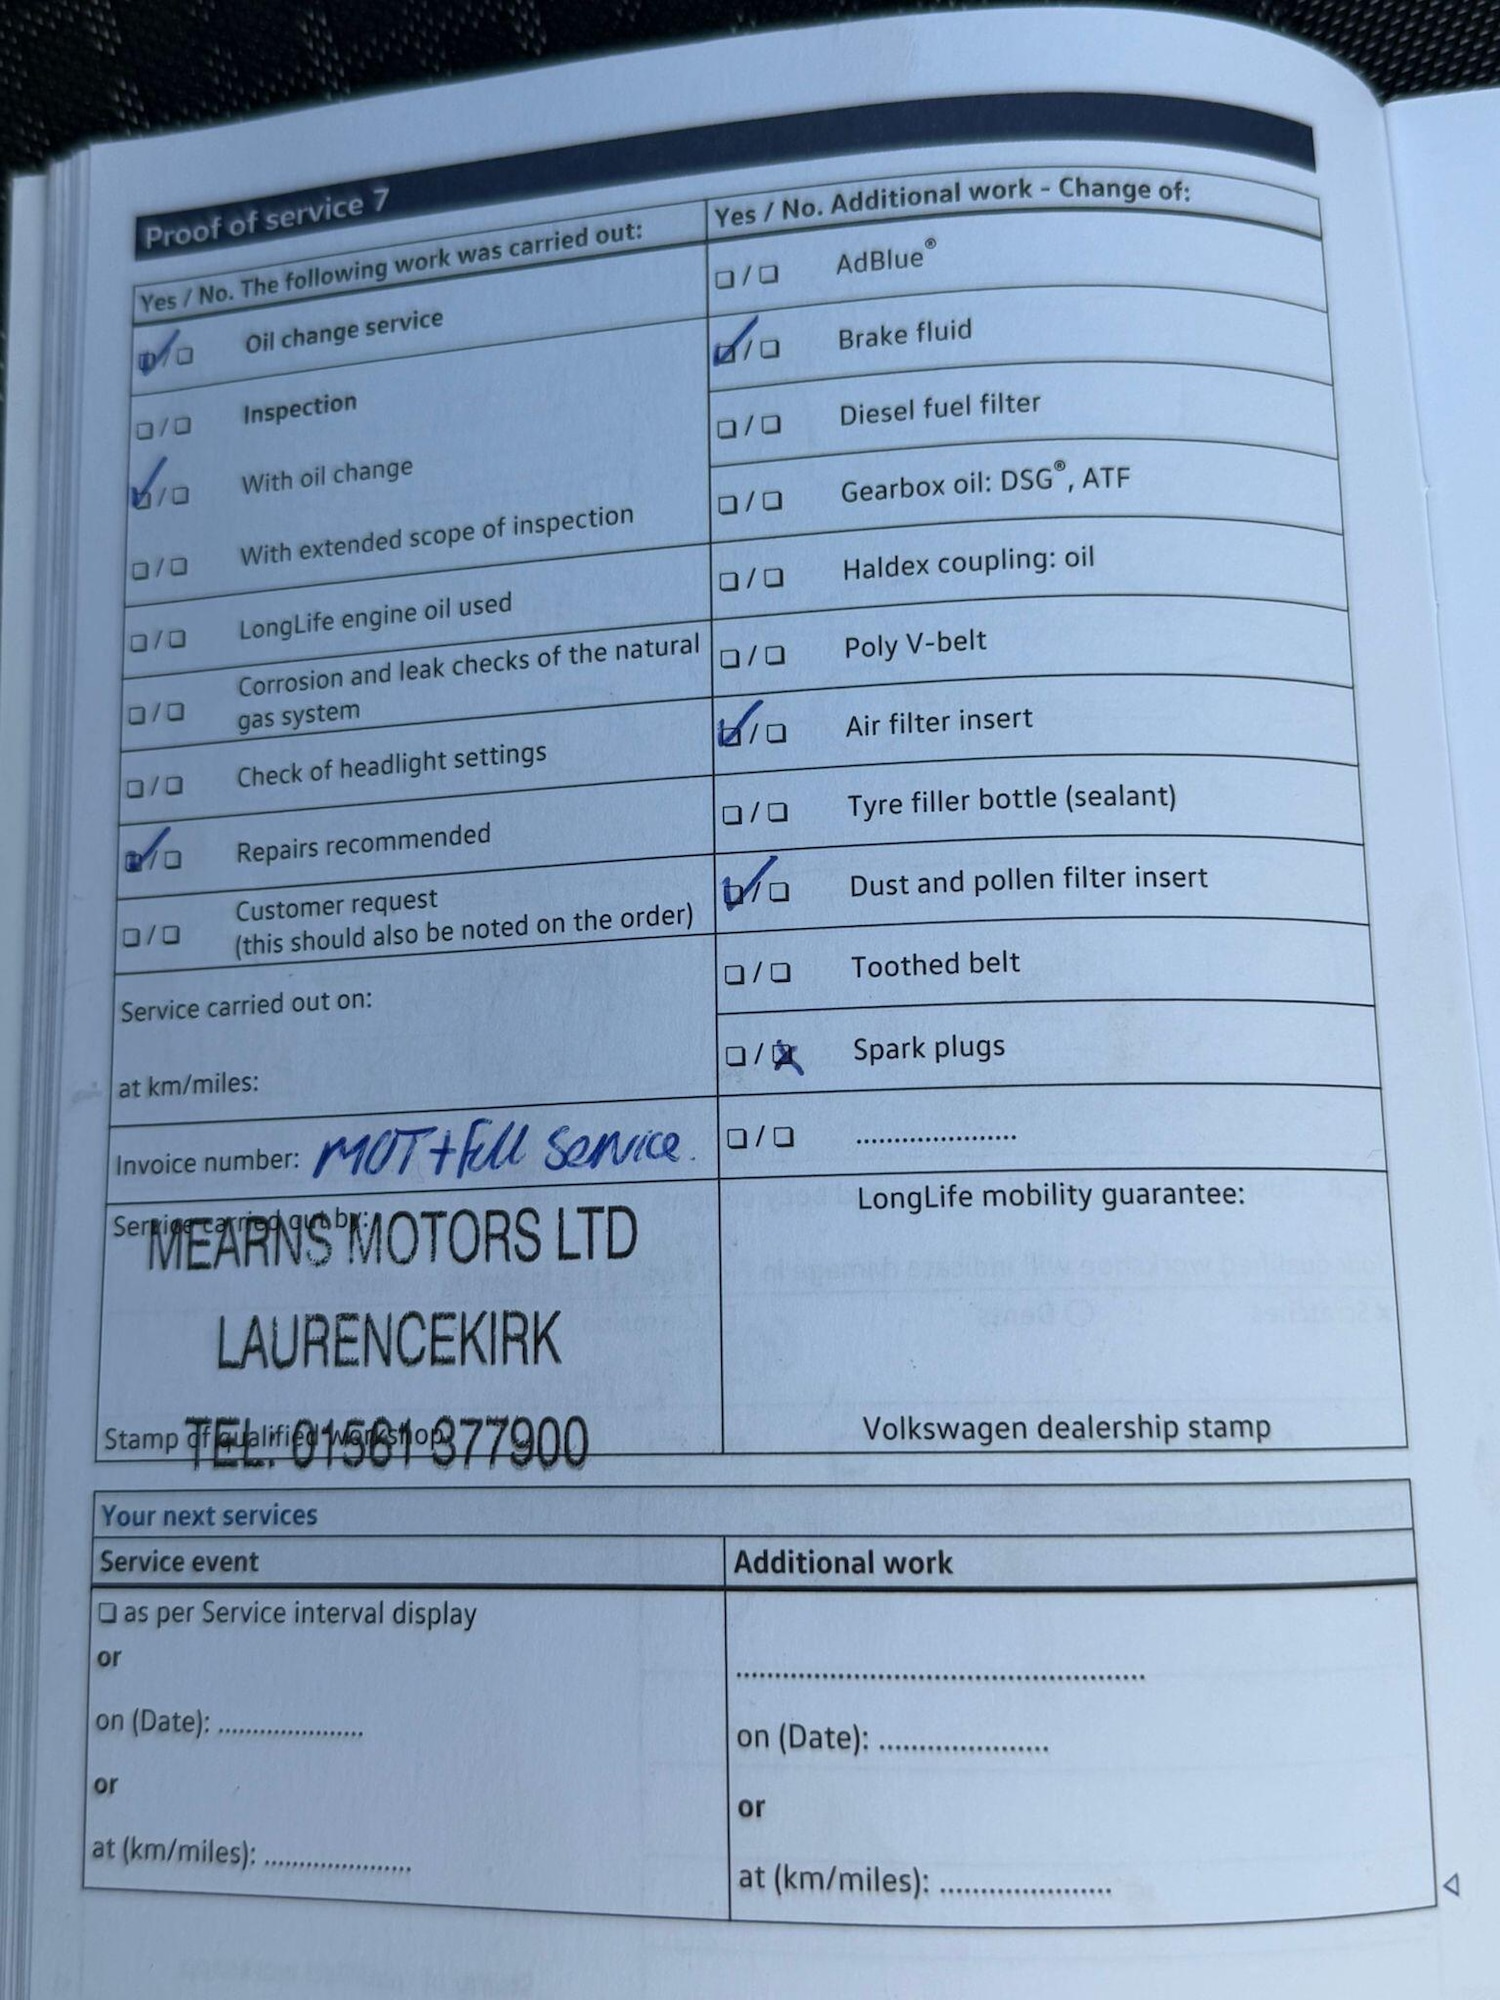 Proof of service 7
Yes / No. The following work was carried out:
☑/❏ Oil change service
❏/❏ Inspection
☑/❏ With oil change
❏/❏ With extended scope of inspection
❏/❏ LongLife engine oil used
❏/❏ Corrosion and leak checks of the natural
gas system
❏/❏ Check of headlight settings
☑/❏ Repairs recommended
❏/❏ Customer request
(this should also be noted on the order)
Service carried out on:
at km/miles:
Invoice number: MOT + Full Service.
Service carried out by:
MEARNS MOTORS LTD
LAURENCEKIRK
TEL. 01561 377900
Stamp of qualified workshop
Yes / No. Additional work - Change of:
❏/❏ AdBlue®
☑/❏ Brake fluid
❏/❏ Diesel fuel filter
❏/❏ Gearbox oil: DSG®, ATF
❏/❏ Haldex coupling: oil
❏/❏ Poly V-belt
☑/❏ Air filter insert
❏/❏ Tyre filler bottle (sealant)
☑/❏ Dust and pollen filter insert
❏/❏ Toothed belt
❏/☒ Spark plugs
❏/❏ .....................
LongLife mobility guarantee:
Volkswagen dealership stamp
Your next services
Service event
❏ as per Service interval display
or
on (Date): .....................
or
at (km/miles): .....................
Additional work
.....................................................
on (Date): .....................
or
at (km/miles): .....................